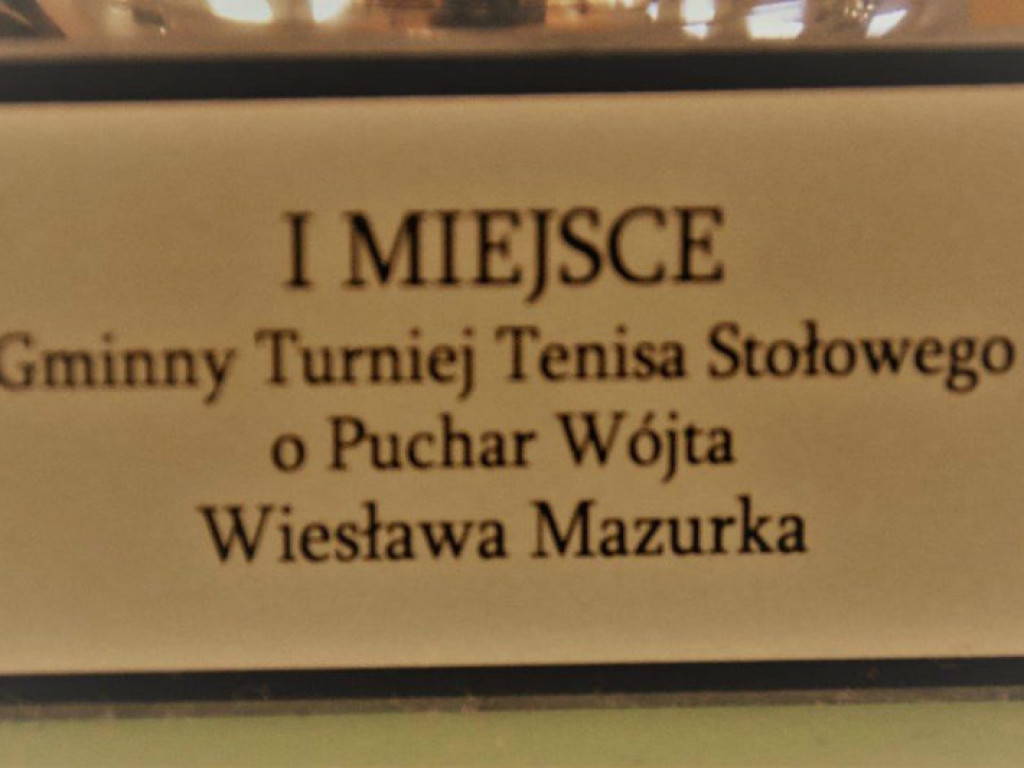 I MIEJSCE
Gminny Turniej Tenisa Stołowego
o Puchar Wójta
Wiesława Mazurka